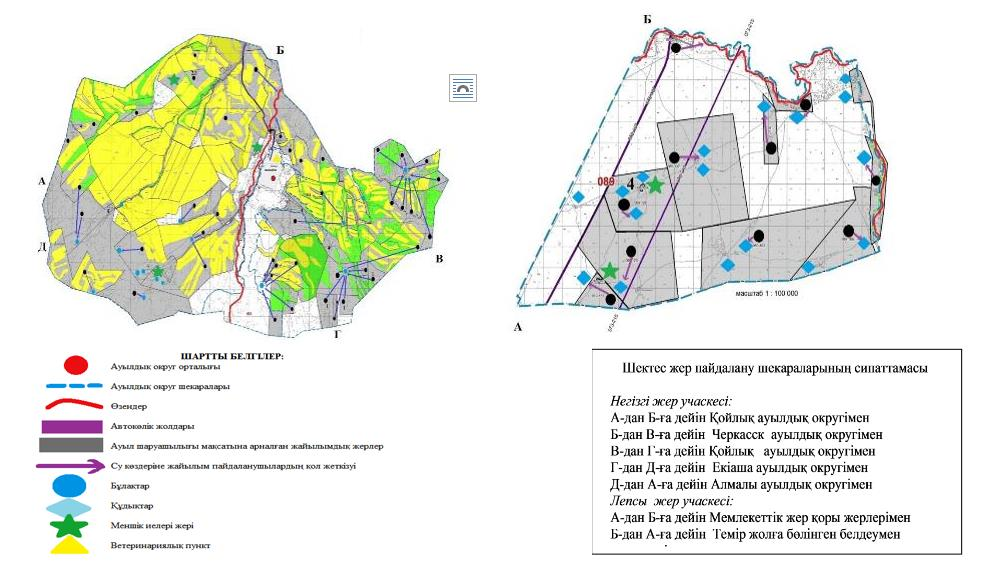 Б
А
Д
В
Г
Б
089
4
масштаб 1 : 100 000
А
ШАРТТЫ БЕЛГІЛЕР:
Ауылдық округ орталығы
Ауылдық округ шекаралары
Өзендер
Автокөлік жолдары
Ауыл шаруашылығы мақсатына арналған жайылымдық жерлер
Су көздеріне жайылым пайдаланушылардың қол жеткізуі
Бұлақтар
Құдықтар
Меншік иелері жері
Ветеринариялық пункт
Шектес жер пайдалану шекараларының сипаттамасы
Негізгі жер учаскесі:
А-дан Б-ға дейін Қойлық ауылдық округімен
Б-дан В-ға дейін Черкасск ауылдық округімен
В-дан Г-ға дейін Қойлық ауылдық округімен
Г-дан Д-ға дейін Екіаша ауылдық округімен
Д-дан А-ға дейін Алмалы ауылдық округімен
Лепсы жер учаскесі:
А-дан Б-ға дейін Мемлекеттік жер қоры жерлерімен
Б-дан А-ға дейін Темір жолға бөлінген белдеумен